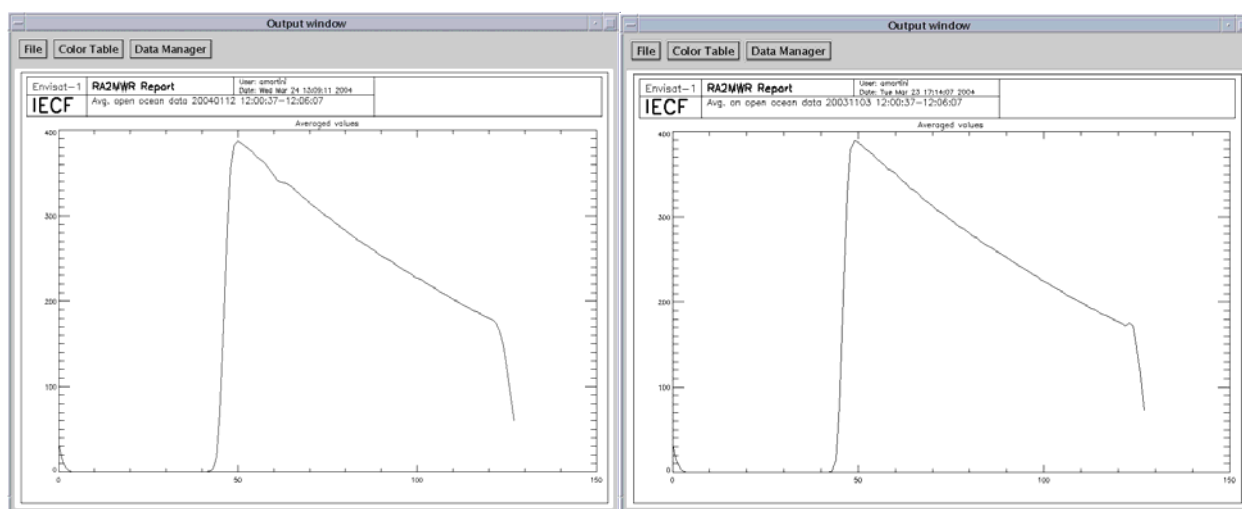 Output window
File Color Table Data Manager
Envisat-1 RA2MWR Report User: amartini
Date: Wed Mar 24 13:09:11 2004
IECF Avg. open ocean data 20040112 12:00:37-12:06:07
Averaged values
400
300
200
100
0
0 50 100 150
Output window
File Color Table Data Manager
Envisat-1 RA2MWR Report User: amartini
Date: Tue Mar 23 17:14:07 2004
IECF Avg. on open ocean data 20031103 12:00:37-12:06:07
Averaged values
400
300
200
100
0
0 50 100 150